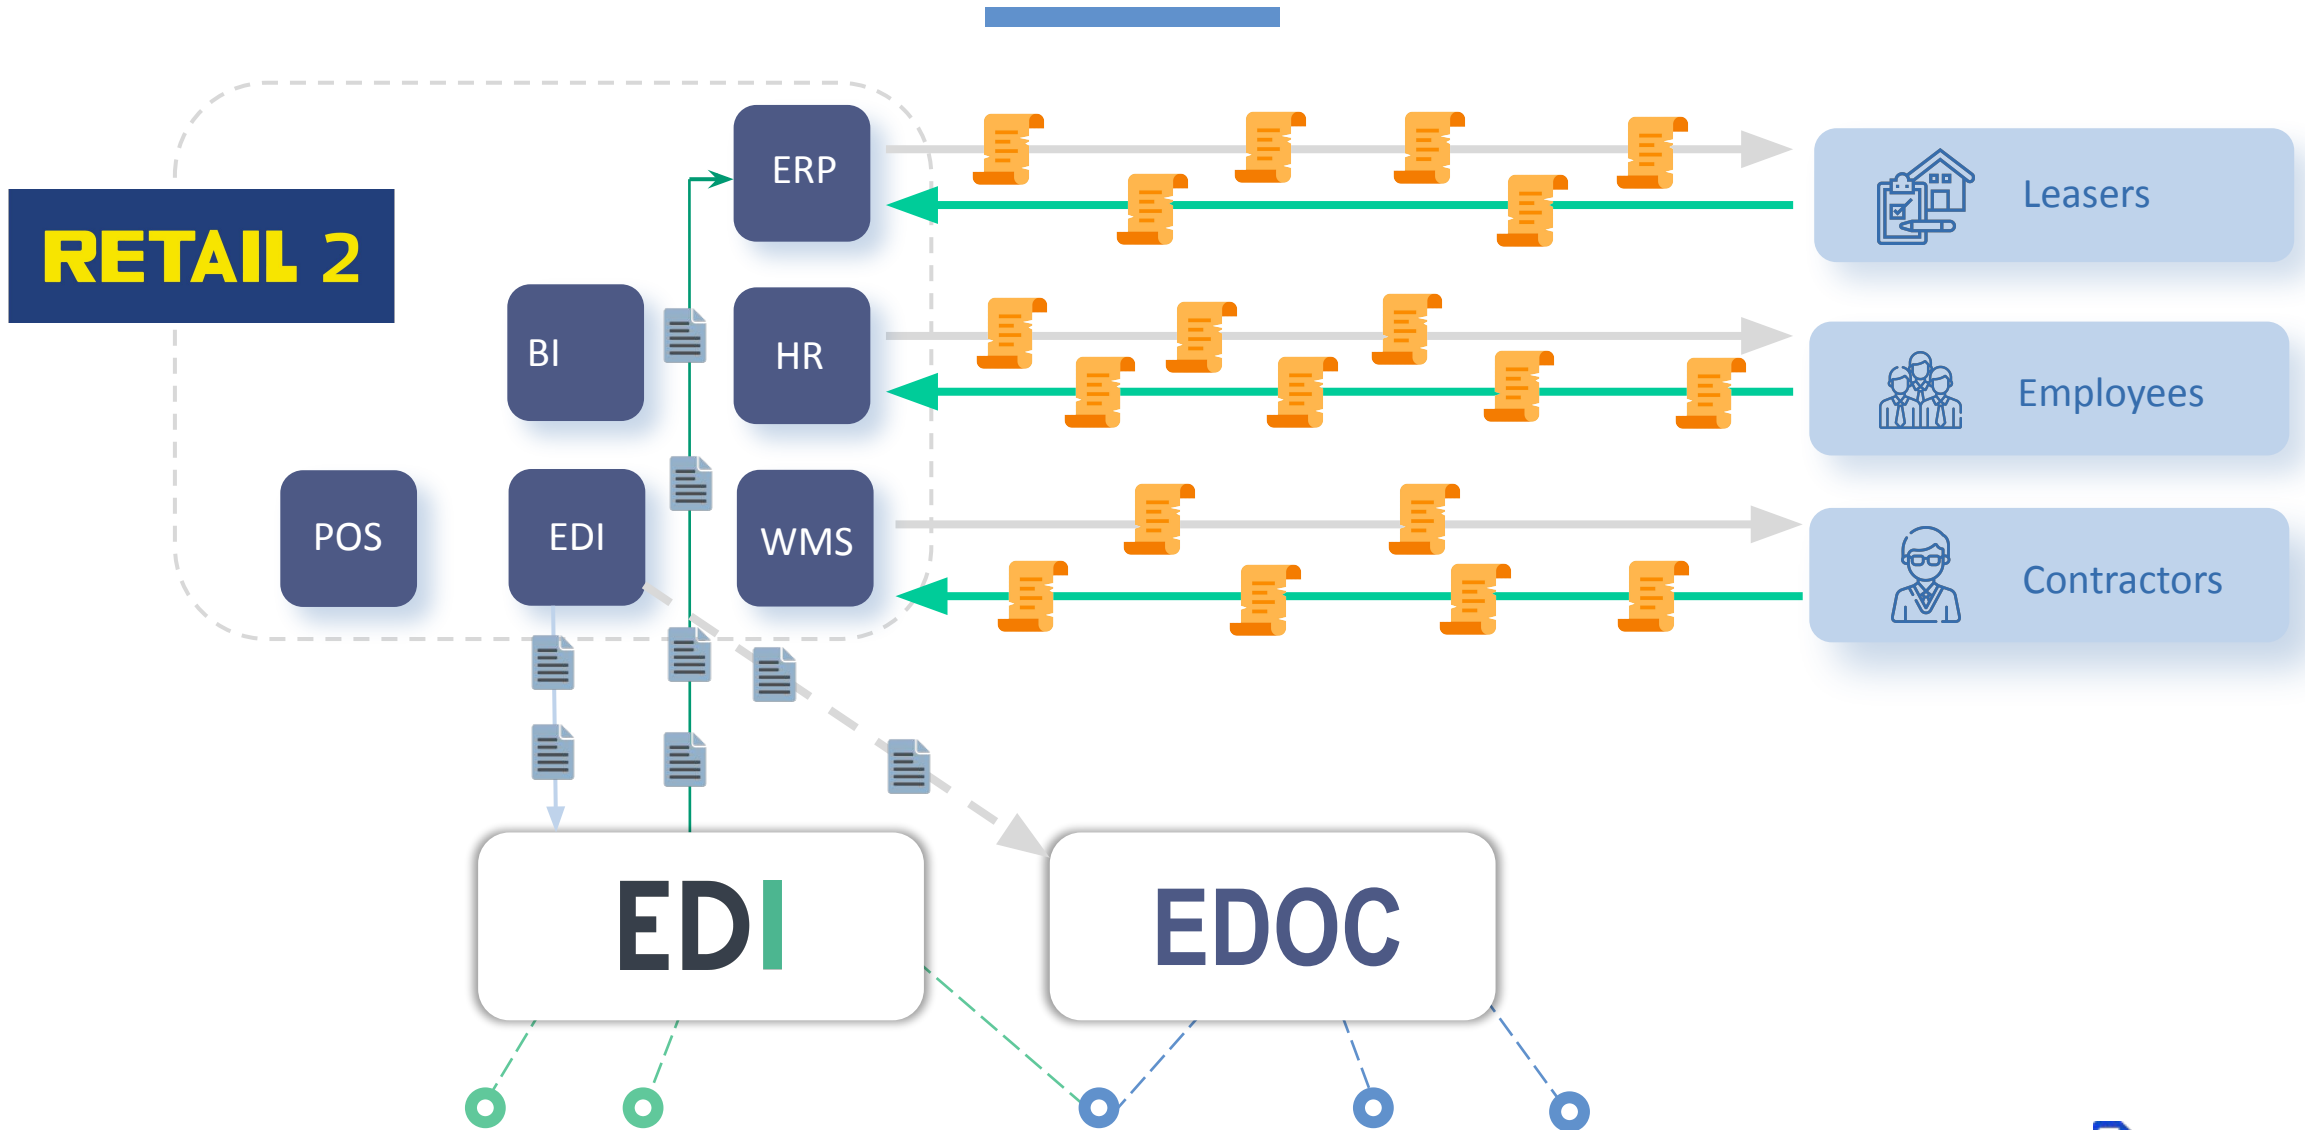 ERP
Leasers
RETAIL 2
BI
HR
Employees
POS
EDI
WMS
Contractors
EDI
EDOC